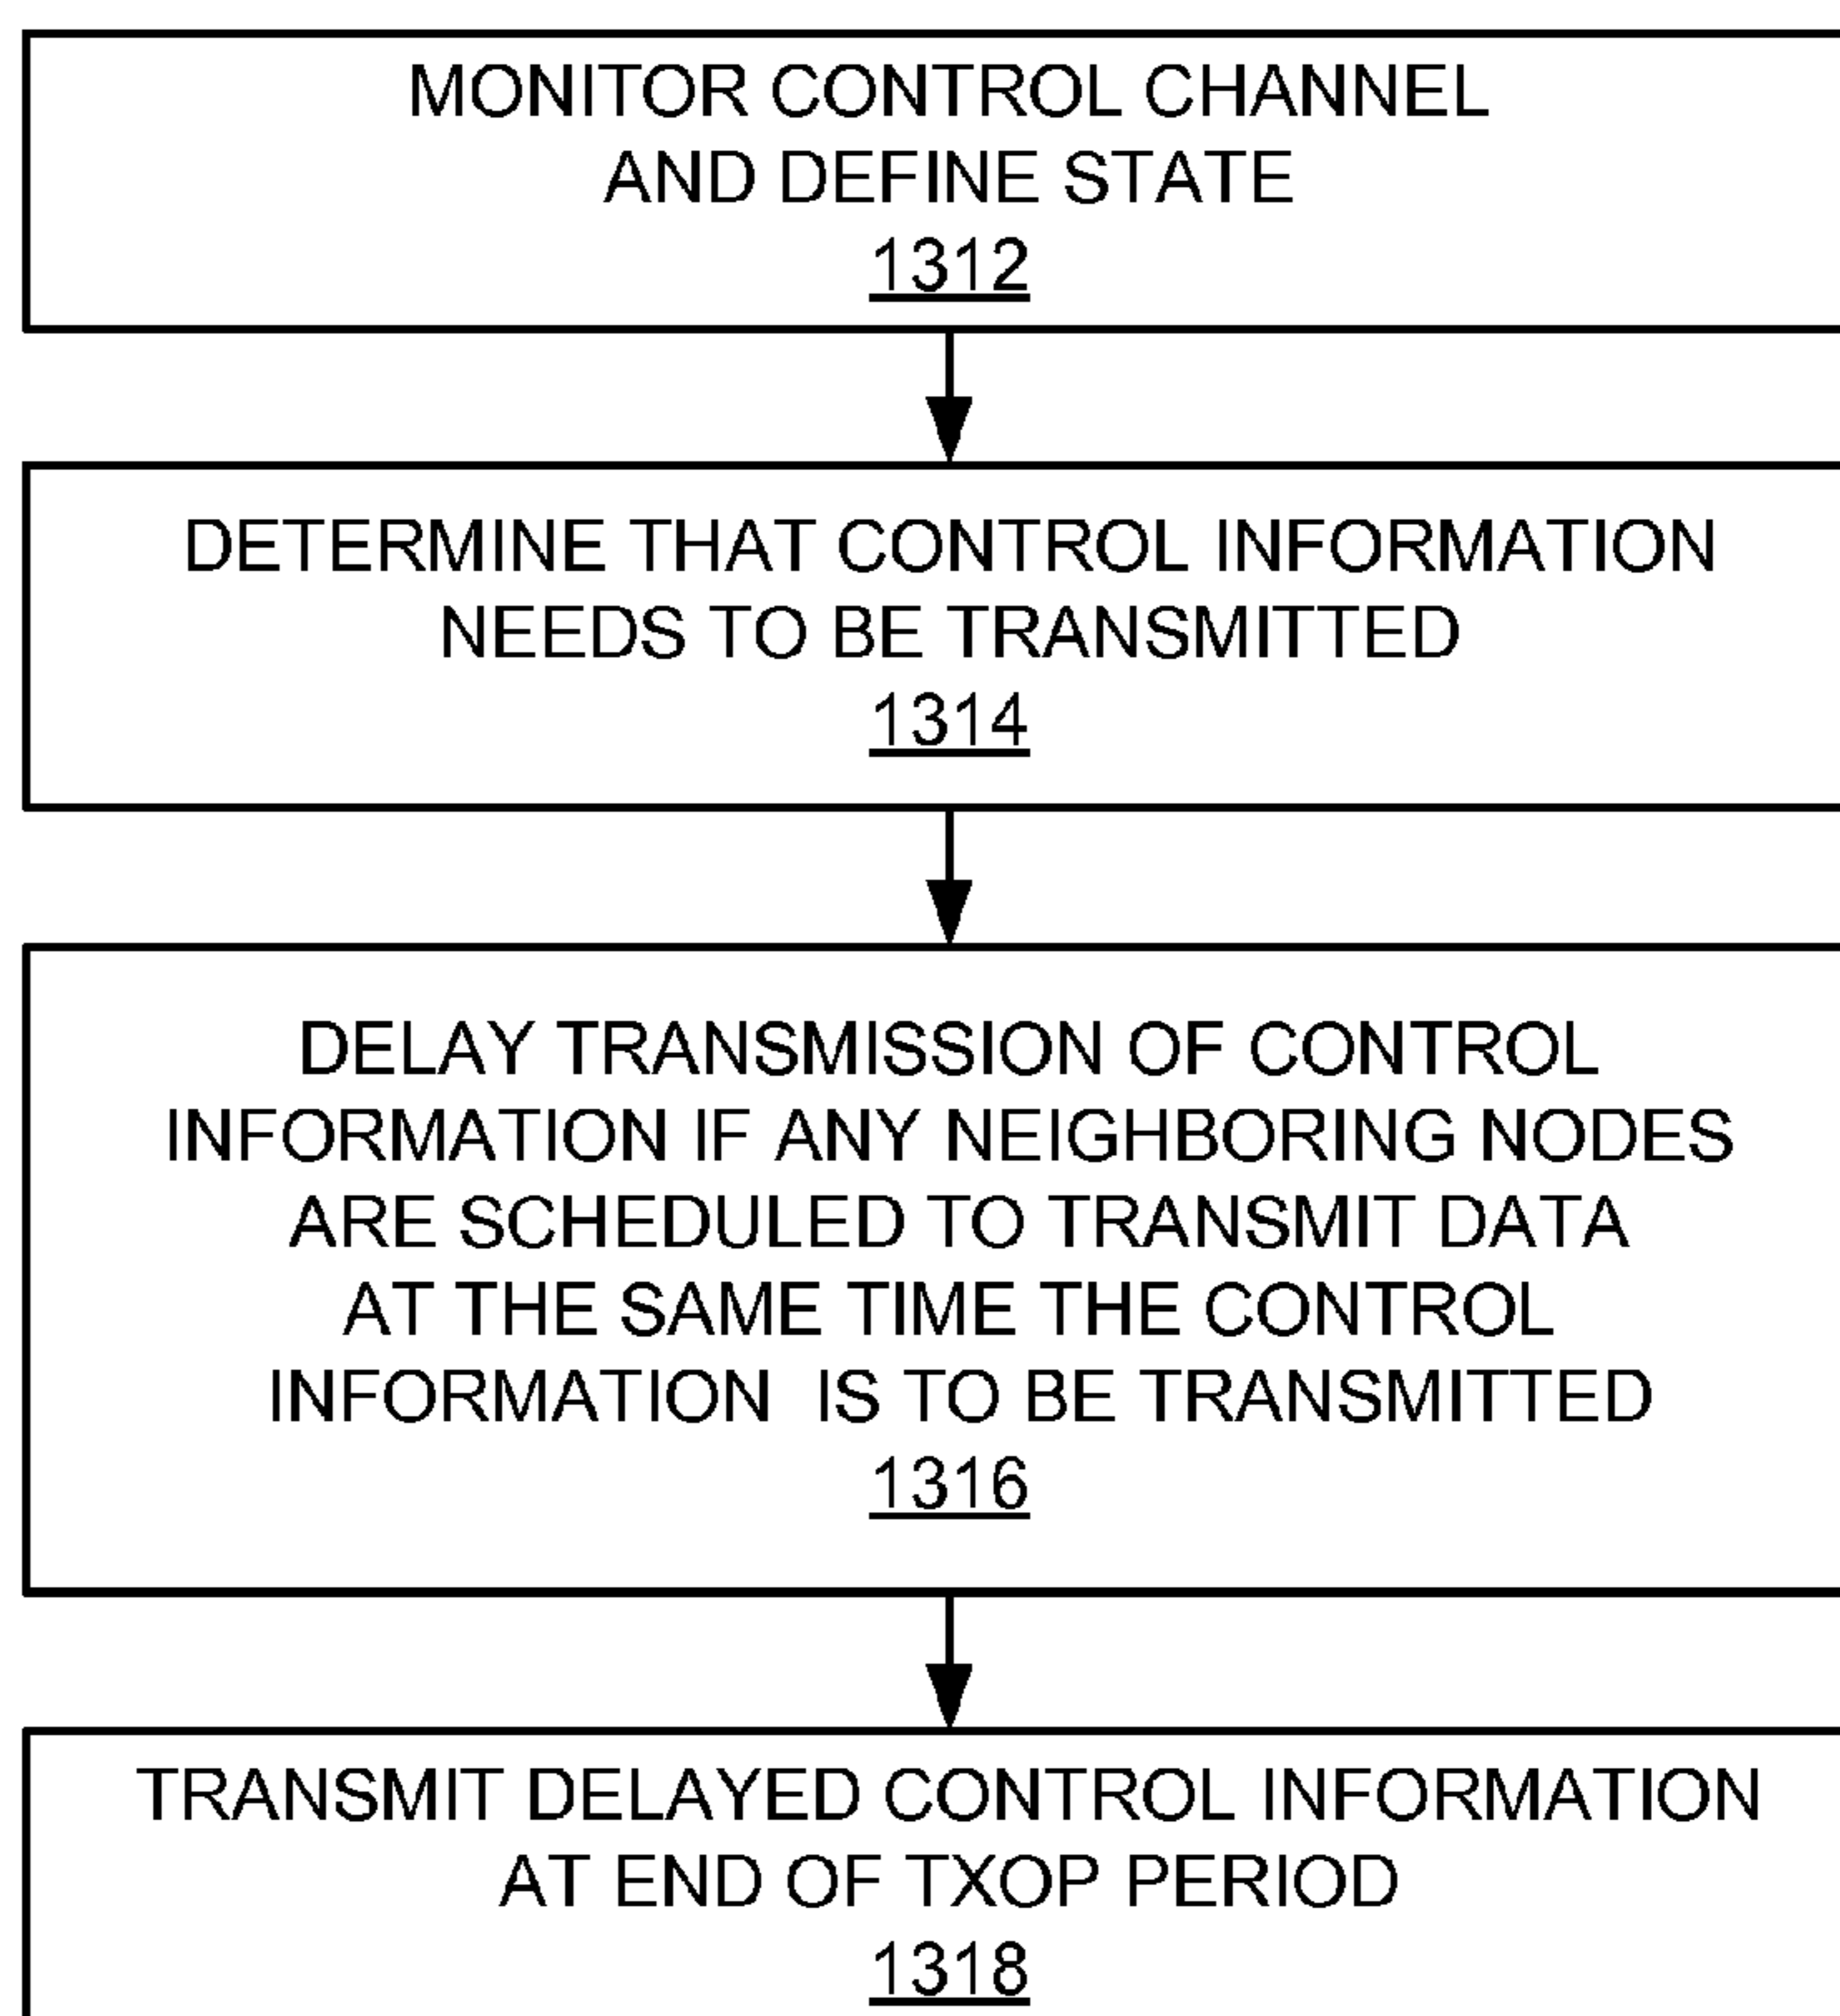 MONITOR CONTROL CHANNEL
AND DEFINE STATE
1312
DETERMINE THAT CONTROL INFORMATION
NEEDS TO BE TRANSMITTED
1314
DELAY TRANSMISSION OF CONTROL
INFORMATION IF ANY NEIGHBORING NODES
ARE SCHEDULED TO TRANSMIT DATA
AT THE SAME TIME THE CONTROL
INFORMATION IS TO BE TRANSMITTED
1316
TRANSMIT DELAYED CONTROL INFORMATION
AT END OF TXOP PERIOD
1318